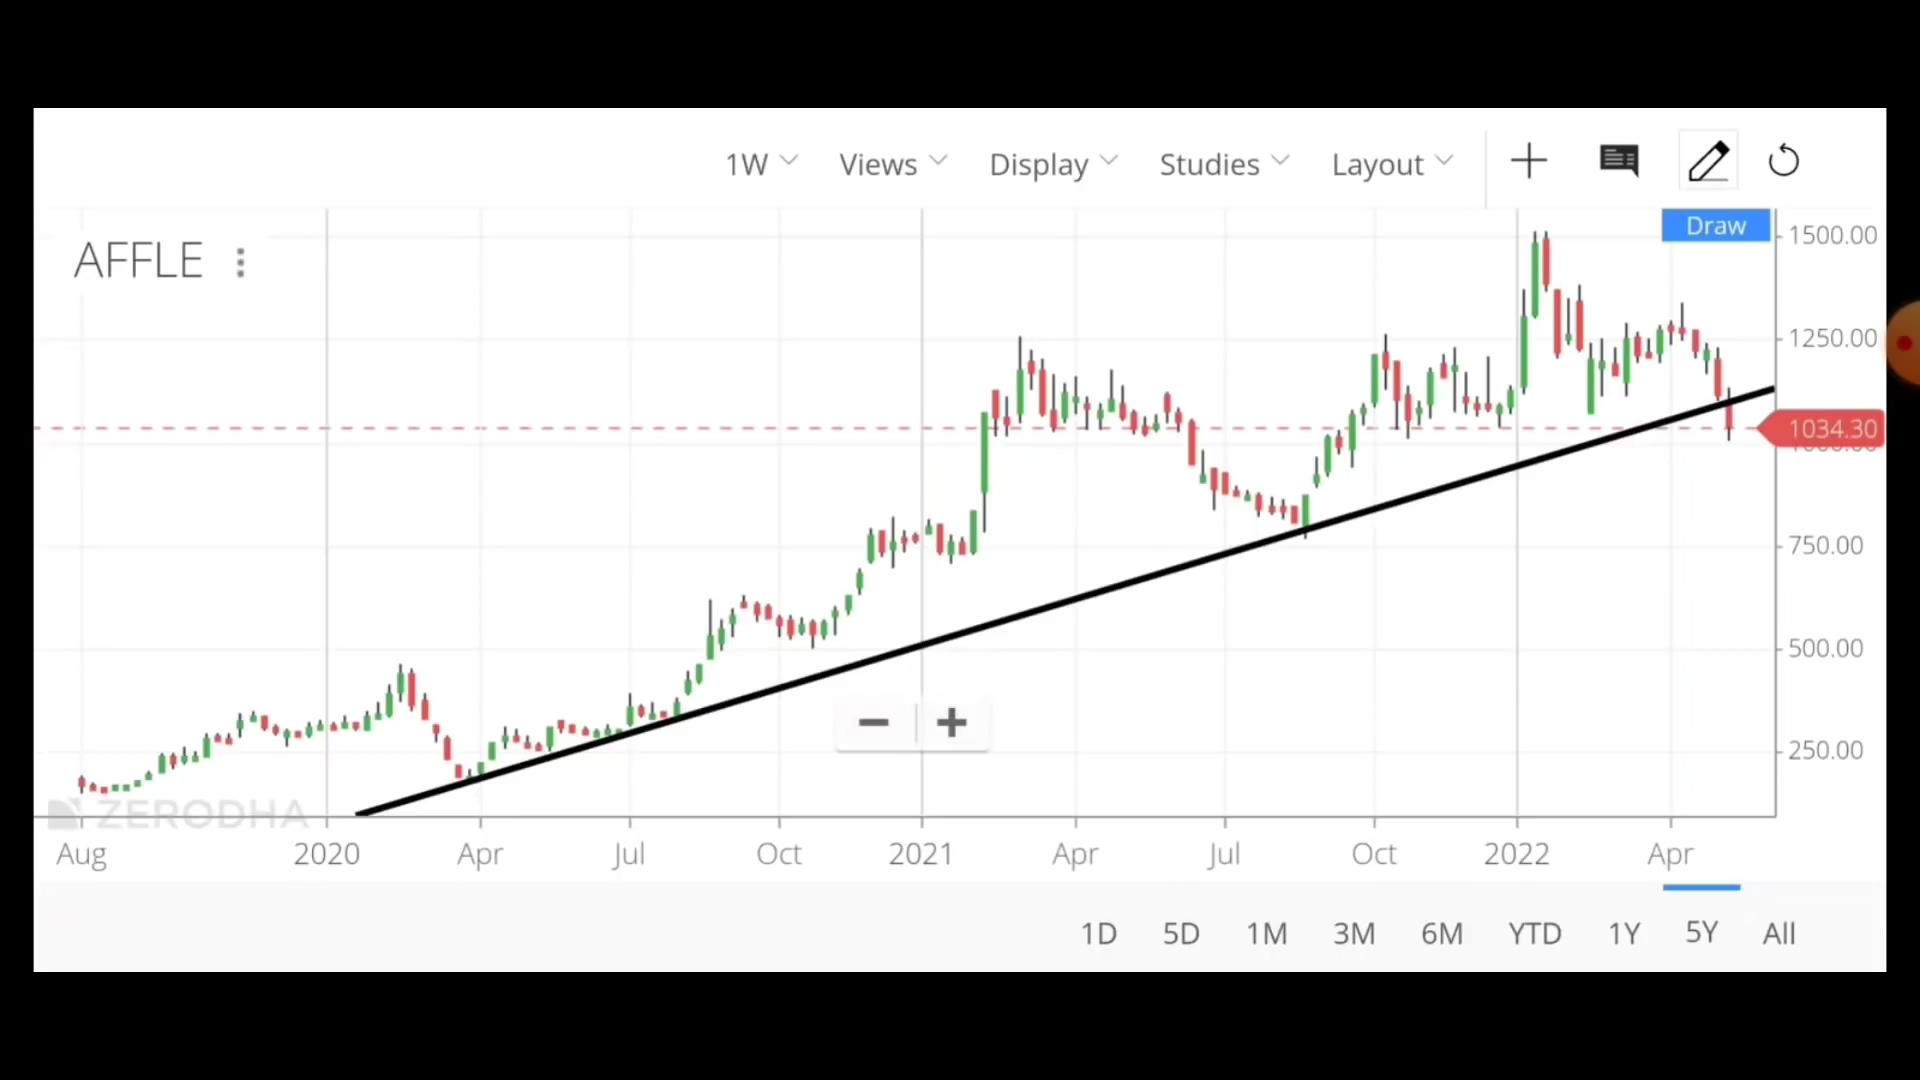 1W Views Display Studies Layout
Draw
AFFLE
1500.00
1250.00
1034.30
1000.00
750.00
500.00
250.00
ZERODHA
Aug 2020 Apr Jul Oct 2021 Apr Jul Oct 2022 Apr
1D 5D 1M 3M 6M YTD 1Y 5Y All